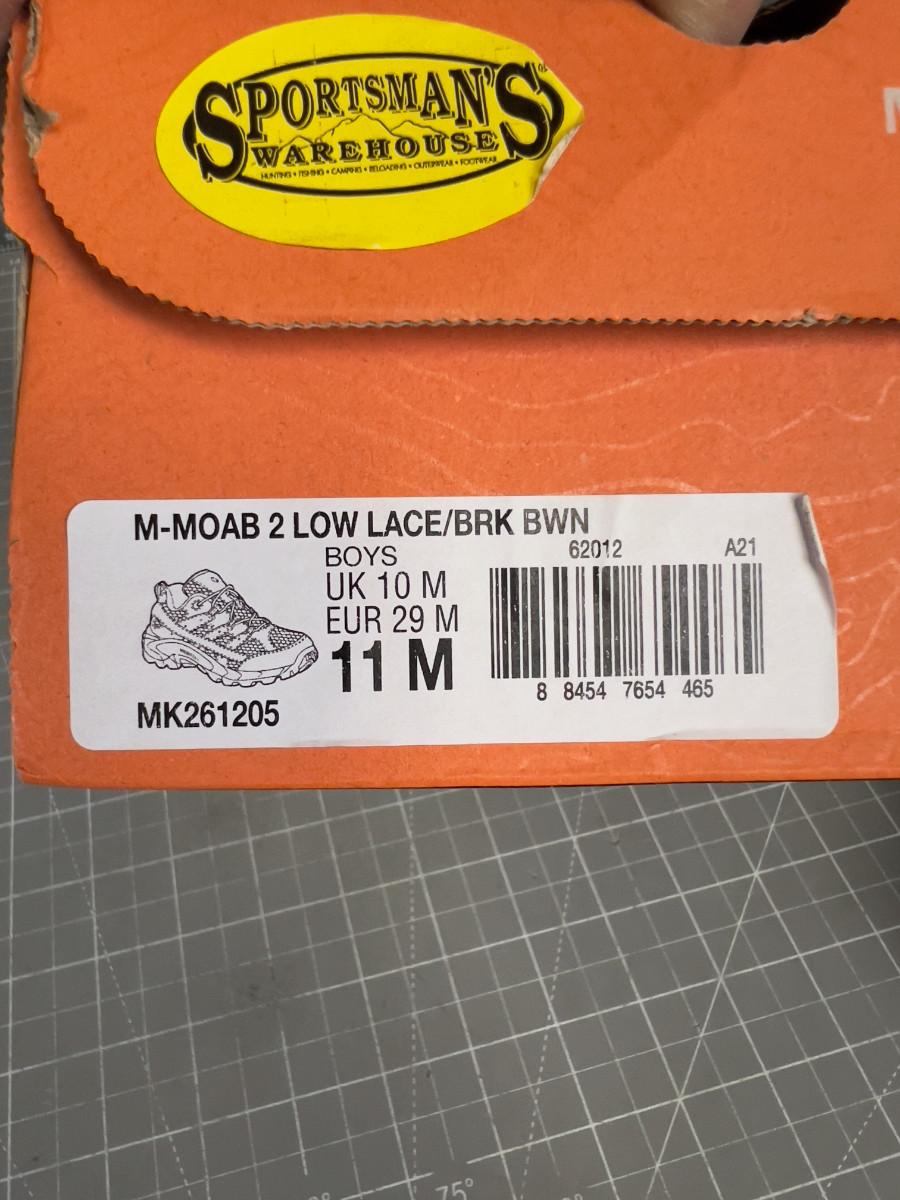 SPORTSMAN'S®
WAREHOUSE
HUNTING • FISHING • CAMPING • RELOADING • OUTERWEAR • FOOTWEAR
M-MOAB 2 LOW LACE/BRK BWN
BOYS
62012
A21
UK 10 M
EUR 29 M
11 M
8 8454 7654 465
MK261205
75°